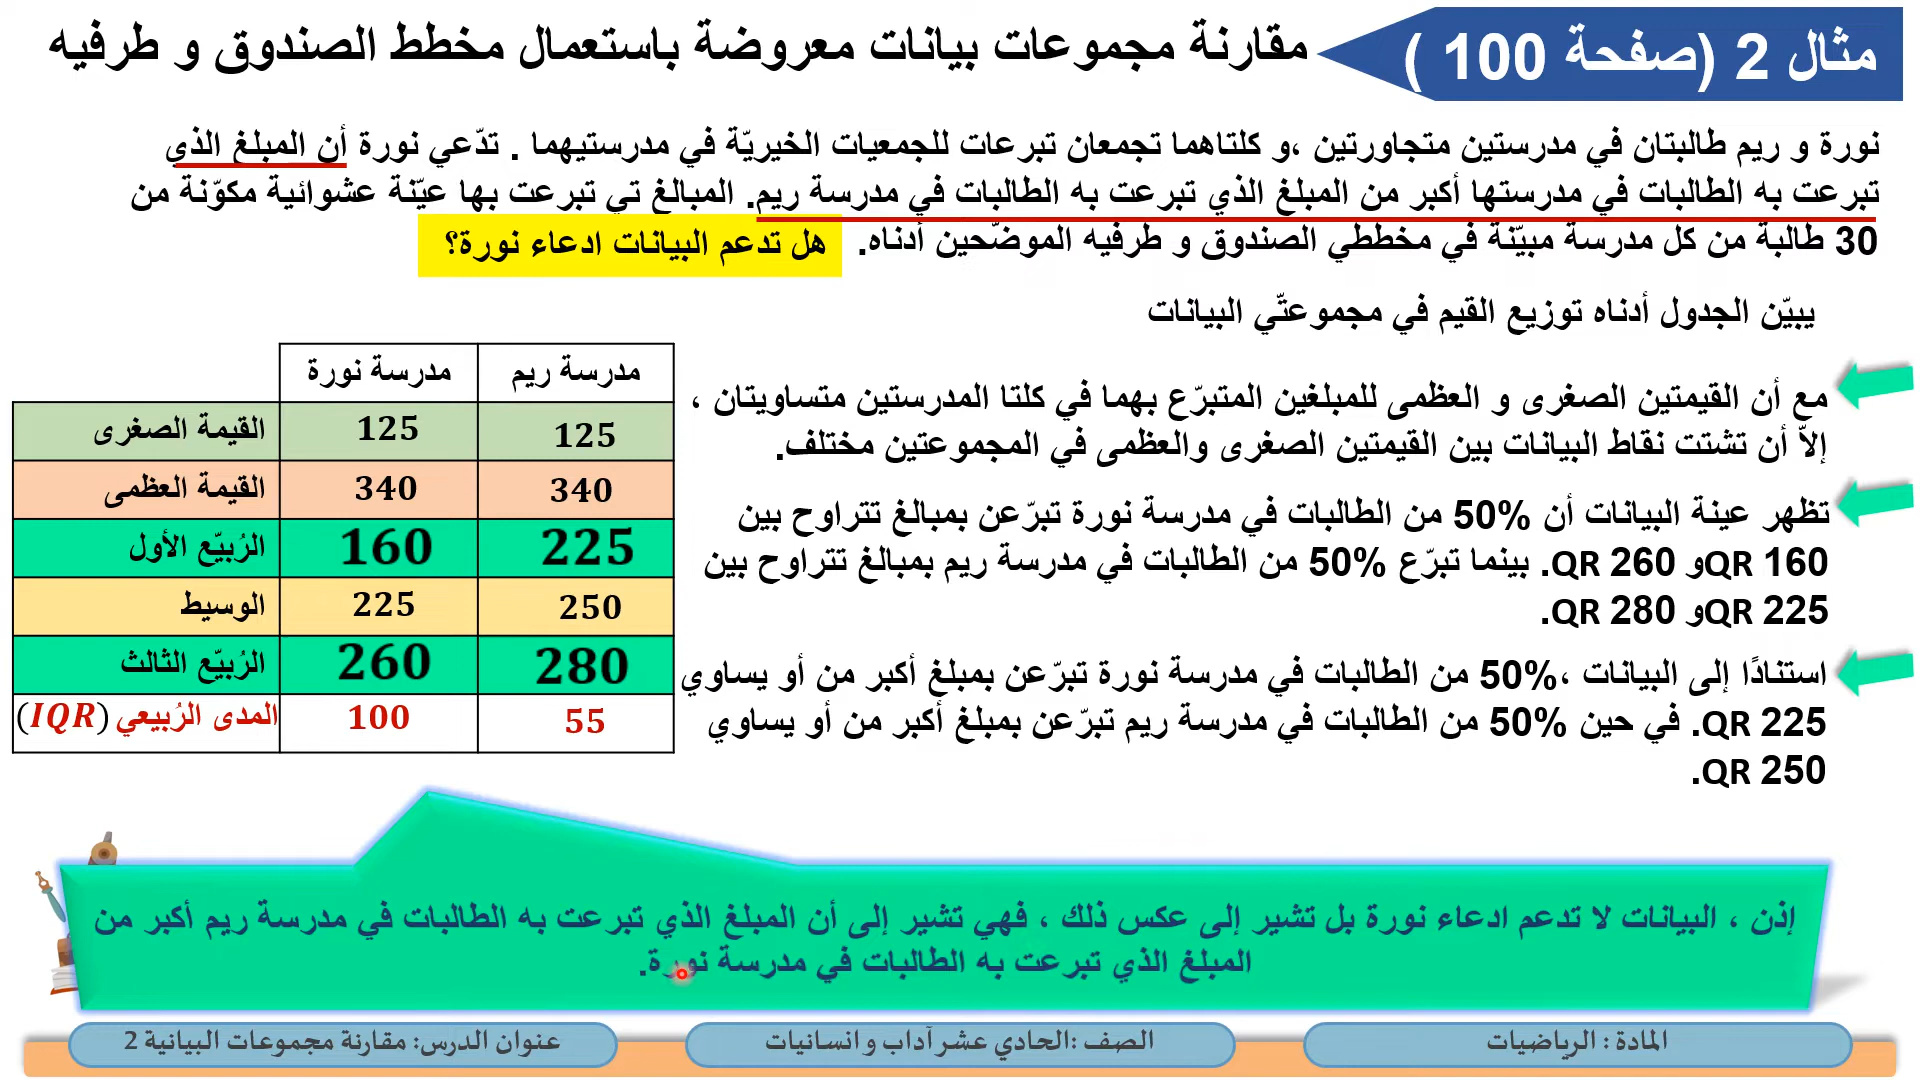 مثال 2 (صفحة 100 )
مقارنة مجموعات بيانات معروضة باستعمال مخطط الصندوق و طرفيه
نورة و ريم طالبتان في مدرستين متجاورتين ،و كلتاهما تجمعان تبرعات للجمعيات الخيريّة في مدرستيهما . تدّعي نورة أن المبلغ الذي
تبرعت به الطالبات في مدرستها أكبر من المبلغ الذي تبرعت به الطالبات في مدرسة ريم. المبالغ تي تبرعت بها عيّنة عشوائية مكوّنة من
30 طالبة من كل مدرسة مبيّنة في مخططي الصندوق و طرفيه الموضّحين أدناه.
هل تدعم البيانات ادعاء نورة؟
يبيّن الجدول أدناه توزيع القيم في مجموعتّي البيانات
مع أن القيمتين الصغرى و العظمى للمبلغين المتبرّع بهما في كلتا المدرستين متساويتان ،
إلاّ أن تشتت نقاط البيانات بين القيمتين الصغرى والعظمى في المجموعتين مختلف.
تظهر عينة البيانات أن %50 من الطالبات في مدرسة نورة تبرّعن بمبالغ تتراوح بين
QR 160و QR 260. بينما تبرّع %50 من الطالبات في مدرسة ريم بمبالغ تتراوح بين
QR 225و QR 280.
استنادًا إلى البيانات ،%50 من الطالبات في مدرسة نورة تبرّعن بمبلغ أكبر من أو يساوي
QR 225. في حين %50 من الطالبات في مدرسة ريم تبرّعن بمبلغ أكبر من أو يساوي
QR 250.
مدرسة ريم مدرسة نورة
القيمة الصغرى 125 125
القيمة العظمى 340 340
الرُبيّع الأول 160 225
الوسيط 225 250
الرُبيّع الثالث 260 280
المدى الرُبيعي (IQR) 100 55
إذن ، البيانات لا تدعم ادعاء نورة بل تشير إلى عكس ذلك ، فهي تشير إلى أن المبلغ الذي تبرعت به الطالبات في مدرسة ريم أكبر من
المبلغ الذي تبرعت به الطالبات في مدرسة نورة.
المادة : الرياضيات
الصف :الحادي عشر آداب و انسانيات
عنوان الدرس: مقارنة مجموعات البيانية 2